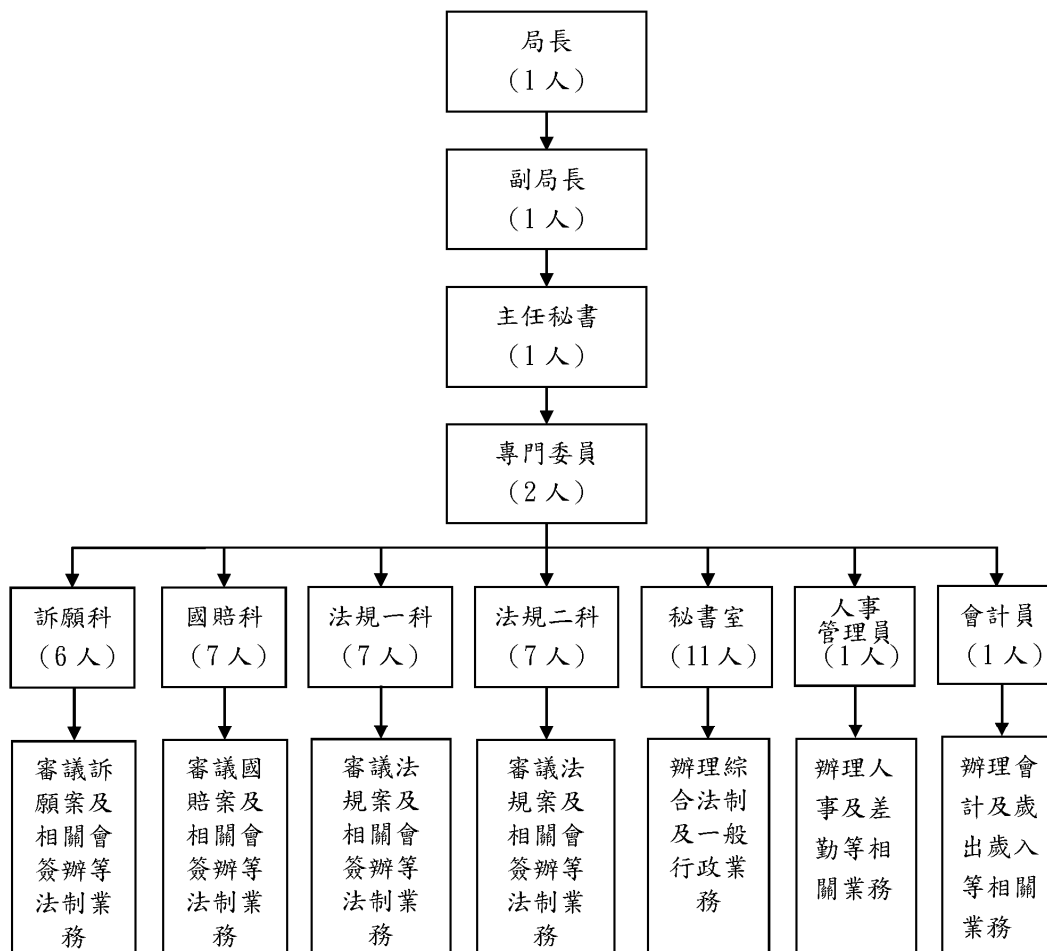 局長
（1人）
副局長
（1人）
主任秘書
（1人）
專門委員
（2人）
訴願科
（6人）
國賠科
（7人）
法規一科
（7人）
法規二科
（7人）
秘書室
（11人）
人事
管理員
（1人）
會計員
（1人）
審議訴
願案及
相關會
簽辦等
法制業
務
審議國
賠案及
相關會
簽辦等
法制業
務
審議法
規案及
相關會
簽辦等
法制業
務
審議法
規案及
相關會
簽辦等
法制業
務
辦理綜
合法制
及一般
行政業
務
辦理人
事及差
勤等相
關業務
辦理會
計及歲
出歲入
等相關
業務